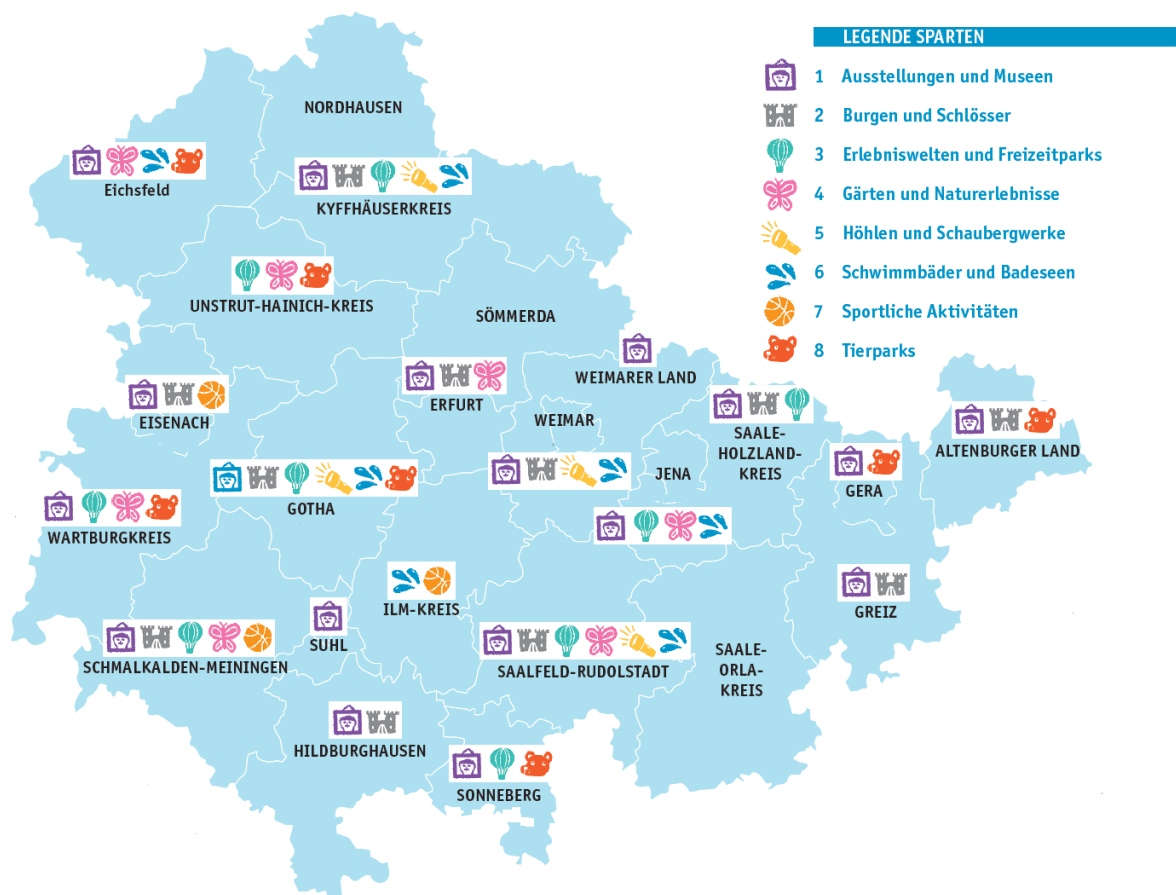 LEGENDE SPARTEN
1 Ausstellungen und Museen
2 Burgen und Schlösser
3 Erlebniswelten und Freizeitparks
4 Gärten und Naturerlebnisse
5 Höhlen und Schaubergwerke
6 Schwimmbäder und Badeseen
7 Sportliche Aktivitäten
8 Tierparks
NORDHAUSEN
Eichsfeld
KYFFHÄUSERKREIS
UNSTRUT-HAINICH-KREIS
SÖMMERDA
WEIMARER LAND
ERFURT
EISENACH
WEIMAR
SAALE-
HOLZLAND-
KREIS
ALTENBURGER LAND
JENA
GERA
GOTHA
WARTBURGKREIS
ILM-KREIS
GREIZ
SUHL
SCHMALKALDEN-MEININGEN
SAALFELD-RUDOLSTADT
SAALE-
ORLA-
KREIS
HILDBURGHAUSEN
SONNEBERG